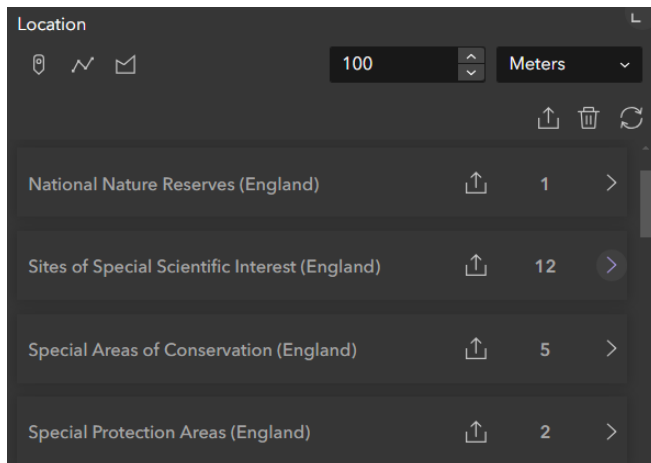 Location
100 Meters
National Nature Reserves (England) 1
Sites of Special Scientific Interest (England) 12
Special Areas of Conservation (England) 5
Special Protection Areas (England) 2